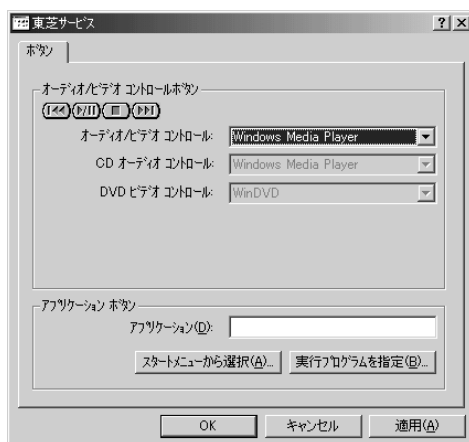 東芝サービス
ボタン
オーディオ/ビデオ コントロールボタン
オーディオ/ビデオ コントロール: Windows Media Player
CD オーディオ コントロール: Windows Media Player
DVD ビデオ コントロール: WinDVD
アプリケーション ボタン
アプリケーション(D):
スタートメニューから選択(A)... 実行プログラムを指定(B)...
OK キャンセル 適用(A)